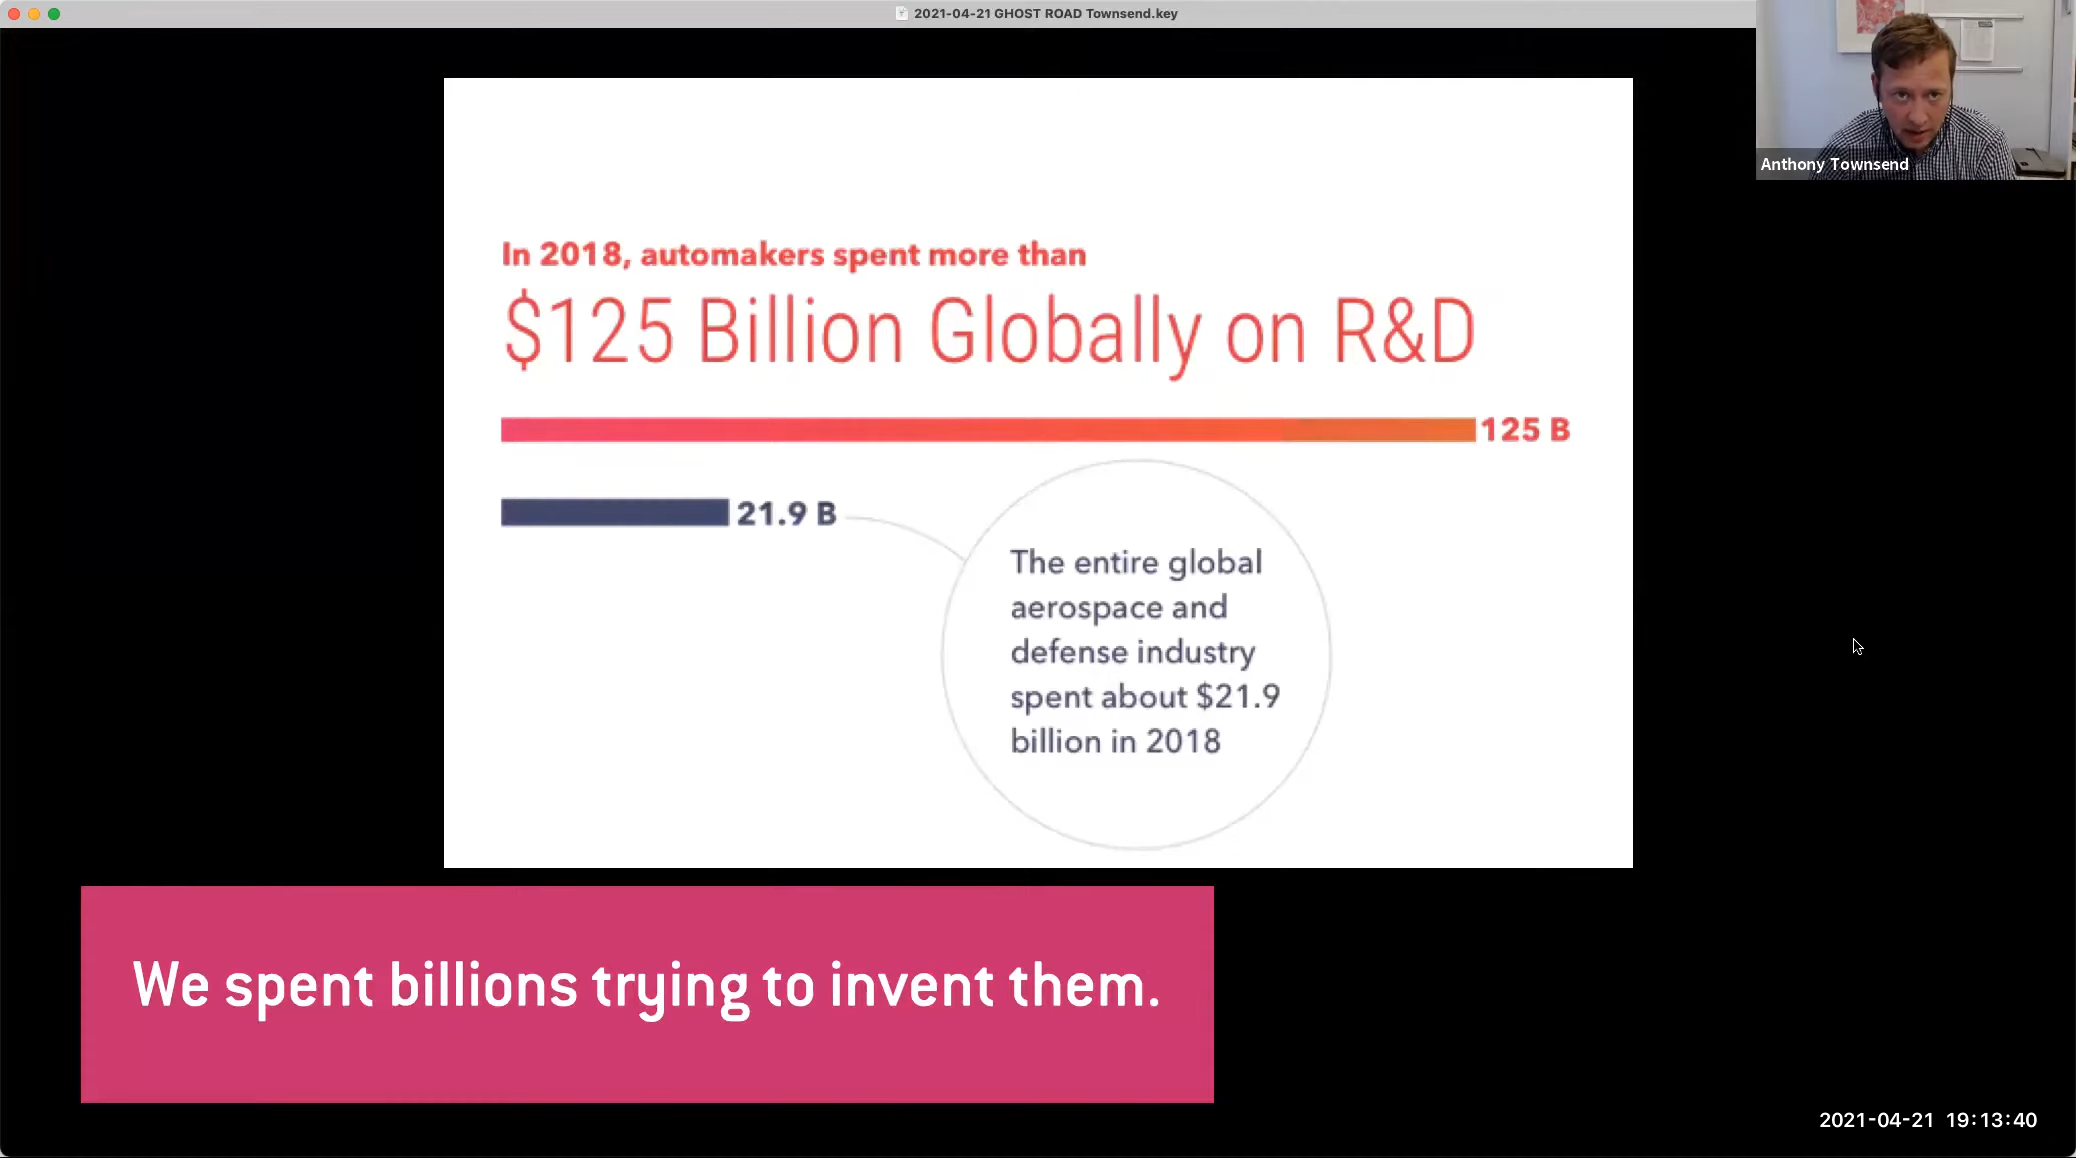 2021-04-21 GHOST ROAD Townsend.key
Anthony Townsend
In 2018, automakers spent more than
$125 Billion Globally on R&D
125 B
21.9 B
The entire global
aerospace and
defense industry
spent about $21.9
billion in 2018
We spent billions trying to invent them.
2021-04-21 19:13:40